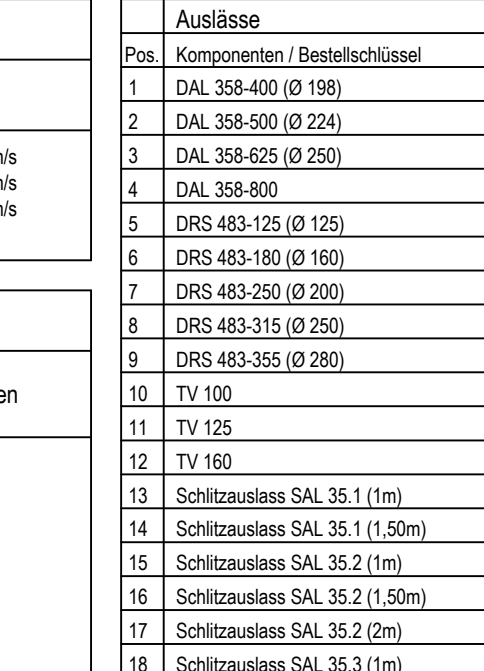 n/s
n/s
n/s
en
Auslässe
Pos. Komponenten / Bestellschlüssel
1 DAL 358-400 (Ø 198)
2 DAL 358-500 (Ø 224)
3 DAL 358-625 (Ø 250)
4 DAL 358-800
5 DRS 483-125 (Ø 125)
6 DRS 483-180 (Ø 160)
7 DRS 483-250 (Ø 200)
8 DRS 483-315 (Ø 250)
9 DRS 483-355 (Ø 280)
10 TV 100
11 TV 125
12 TV 160
13 Schlitzauslass SAL 35.1 (1m)
14 Schlitzauslass SAL 35.1 (1,50m)
15 Schlitzauslass SAL 35.2 (1m)
16 Schlitzauslass SAL 35.2 (1,50m)
17 Schlitzauslass SAL 35.2 (2m)
18 Schlitzauslass SAL 35.3 (1m)